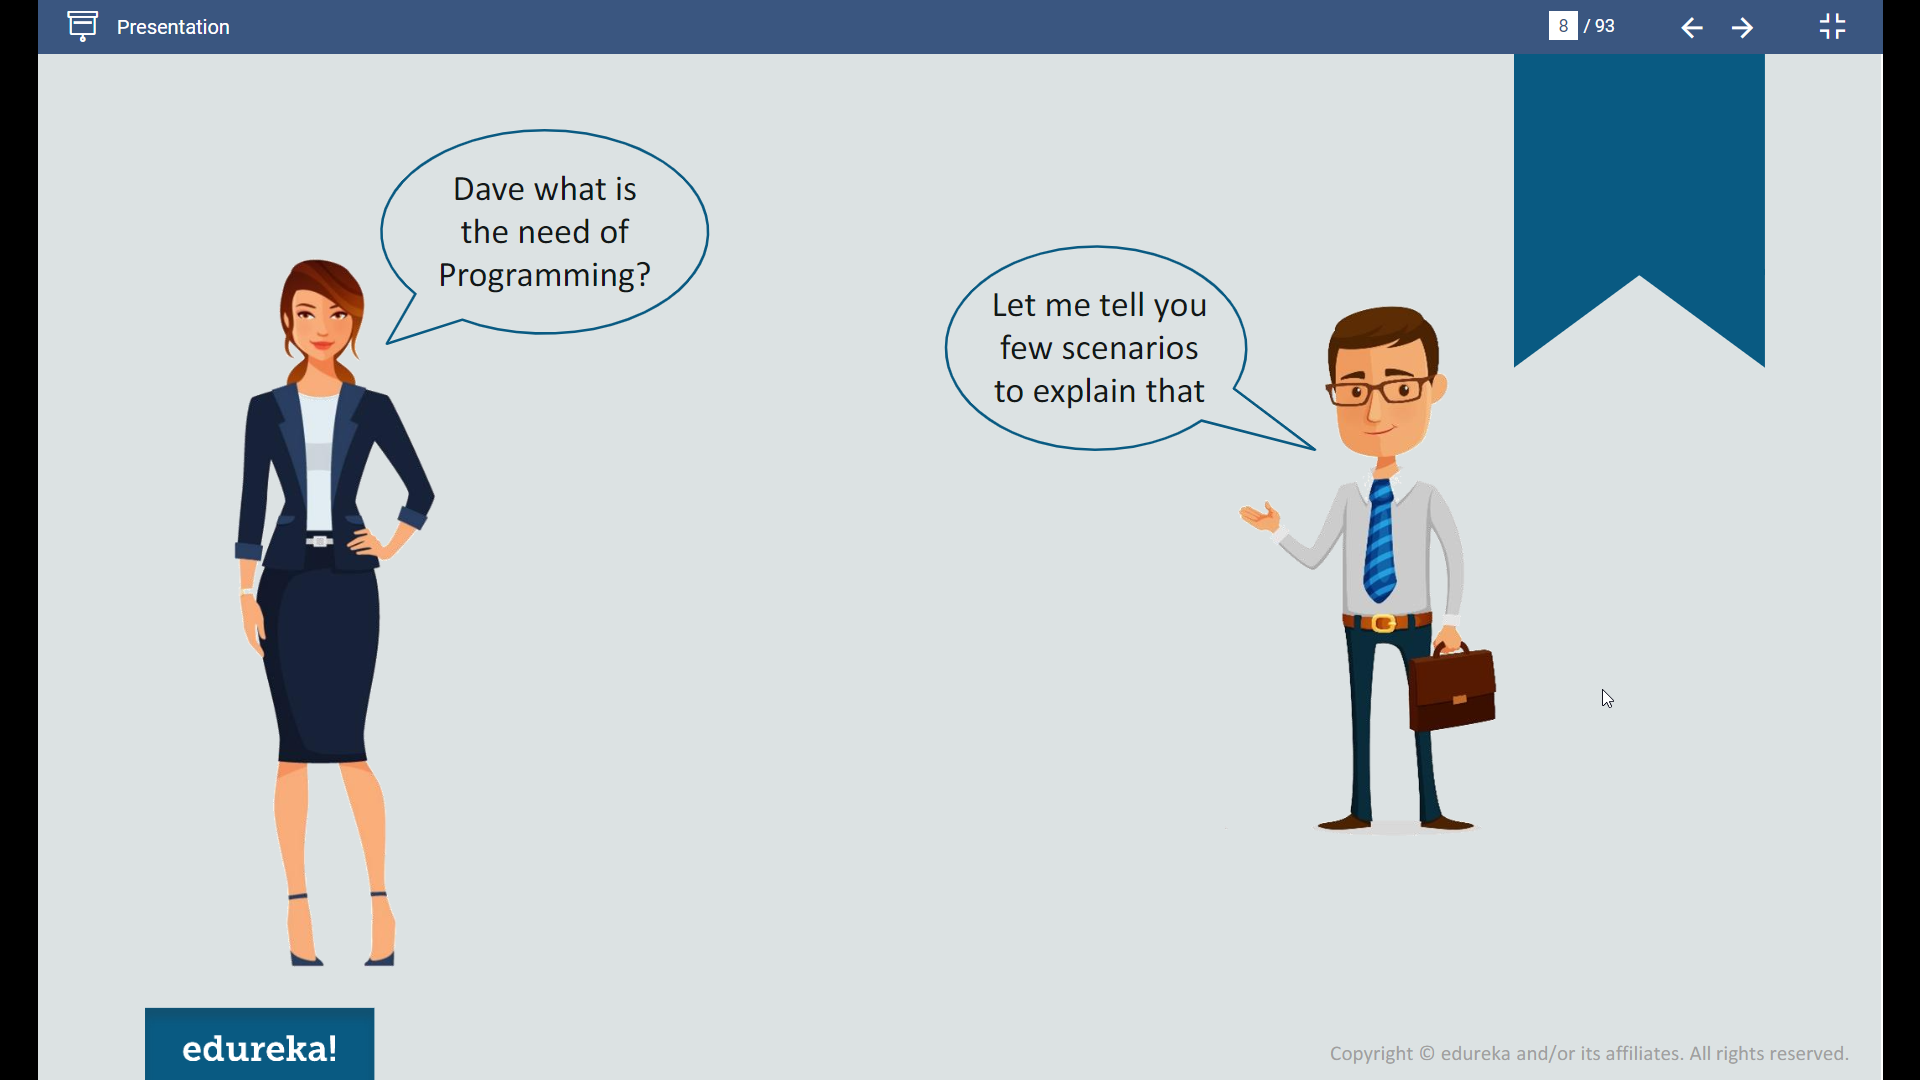 Presentation
8 / 93
Dave what is
the need of
Programming?
Let me tell you
few scenarios
to explain that
edureka!
Copyright © edureka and/or its affiliates. All rights reserved.